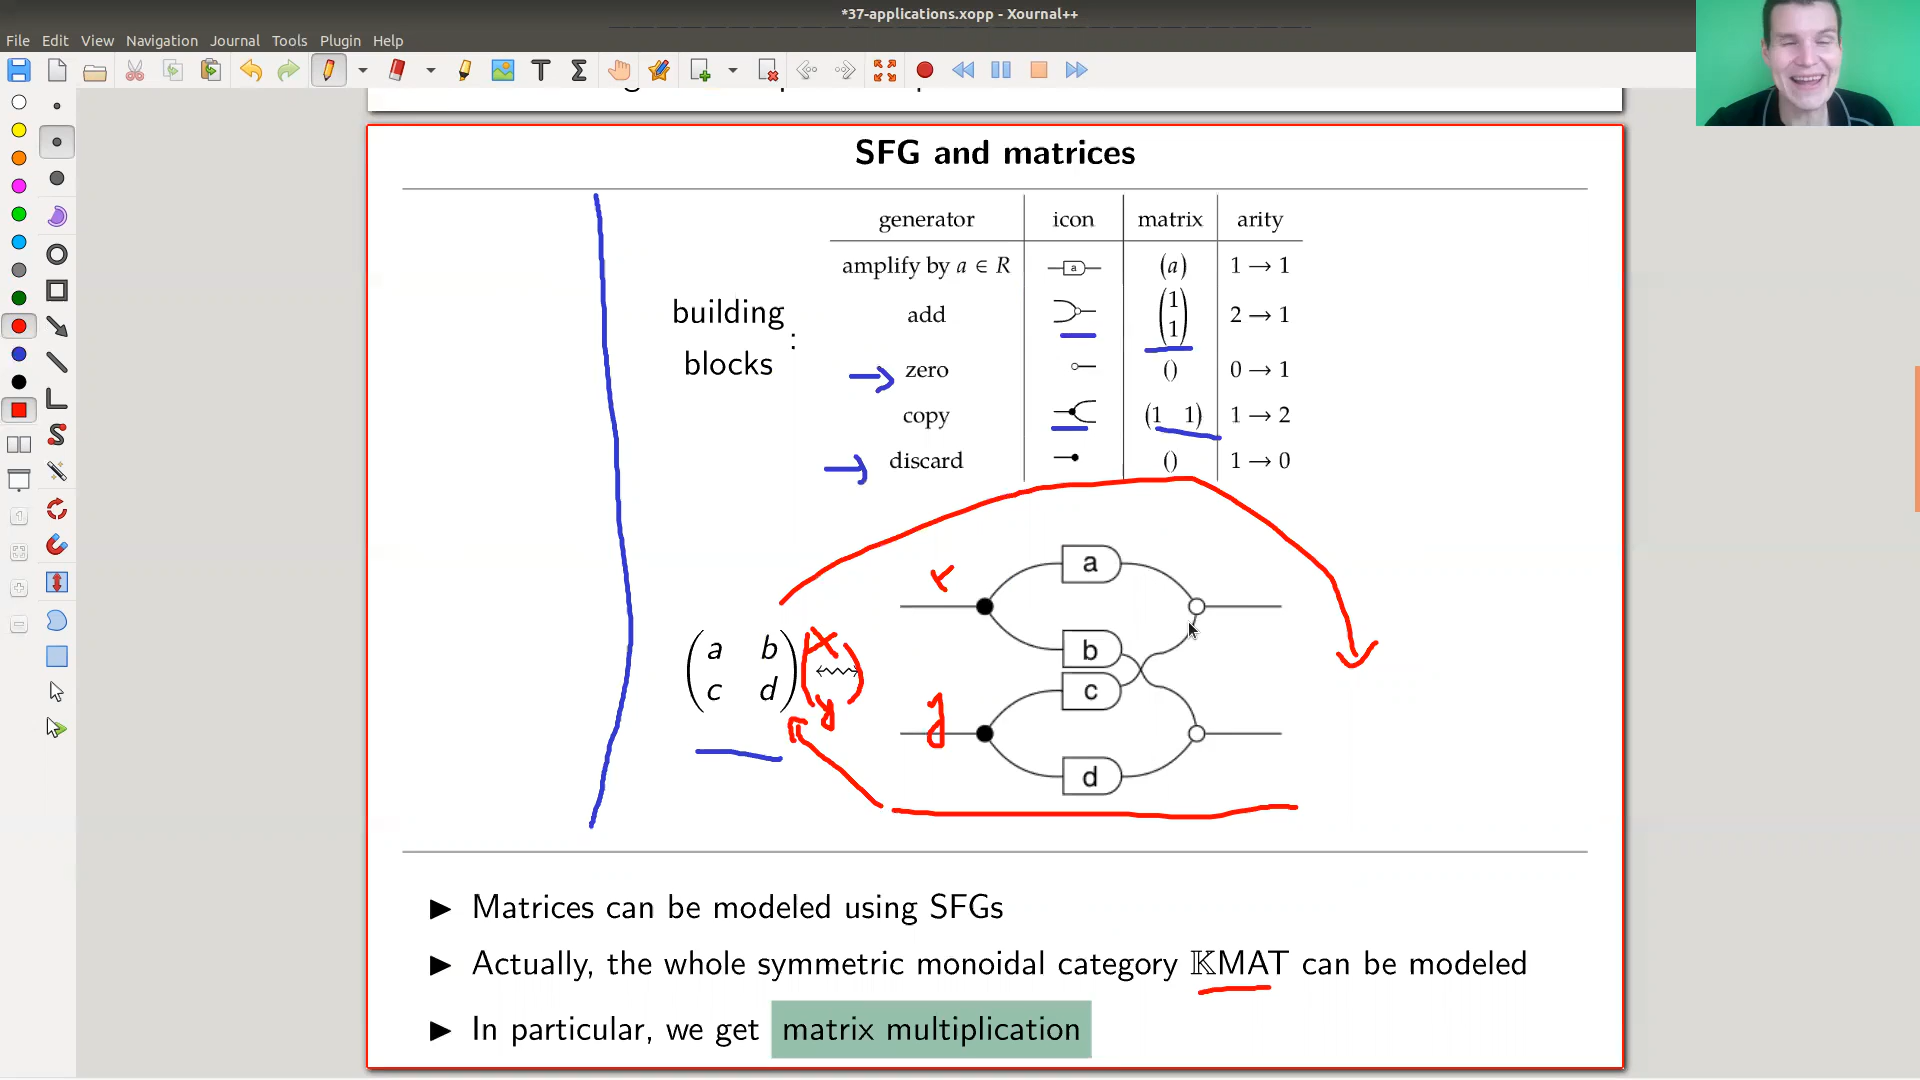 *37-applications.xopp - Xournal++
File Edit View Navigation Journal Tools Plugin Help
SFG and matrices
generator icon matrix arity
amplify by a ∈ R a (a) 1 → 1
building blocks :
add (1 1) 2 → 1
zero () 0 → 1
copy (1 1) 1 → 2
discard () 1 → 0
a
b
c
d
(a b
c d)
x
y
y
Matrices can be modeled using SFGs
Actually, the whole symmetric monoidal category 𝕂MAT can be modeled
In particular, we get matrix multiplication